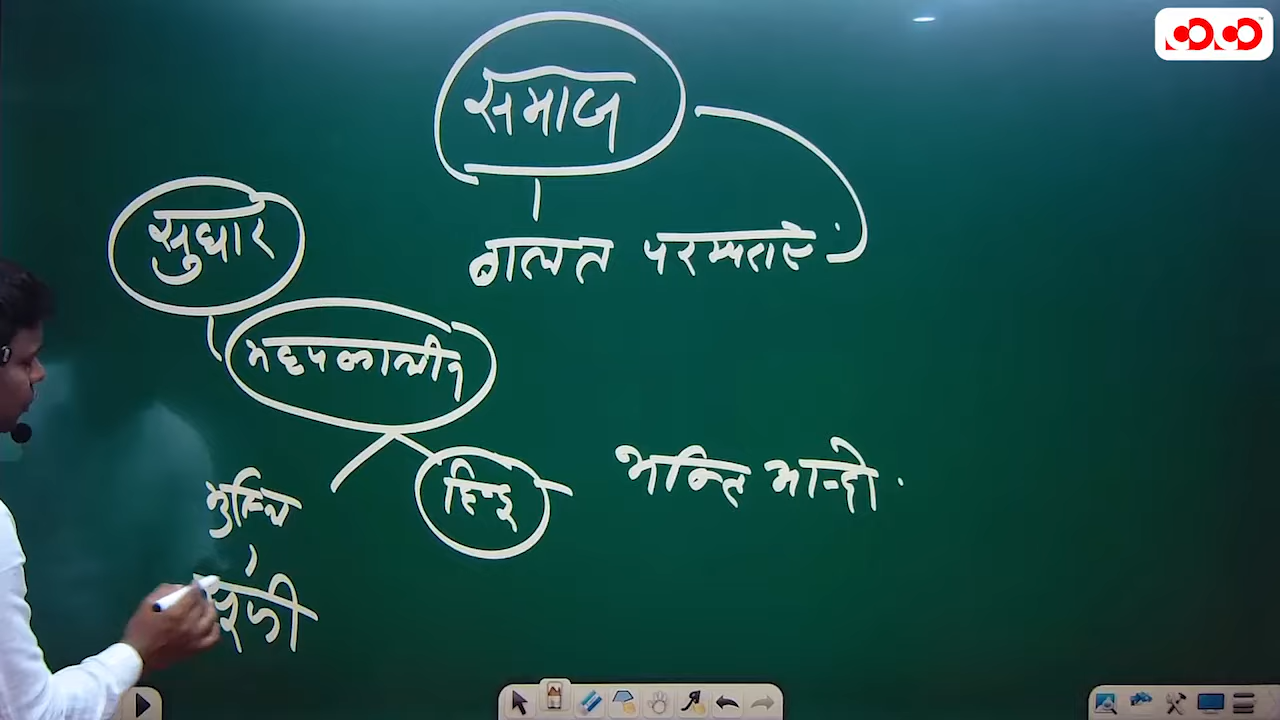 समाज
सुधार
गलत परम्पराएं
मध्यकालीन
भक्ति आन्दो.
हिन्दू
मुस्लि
सूफी